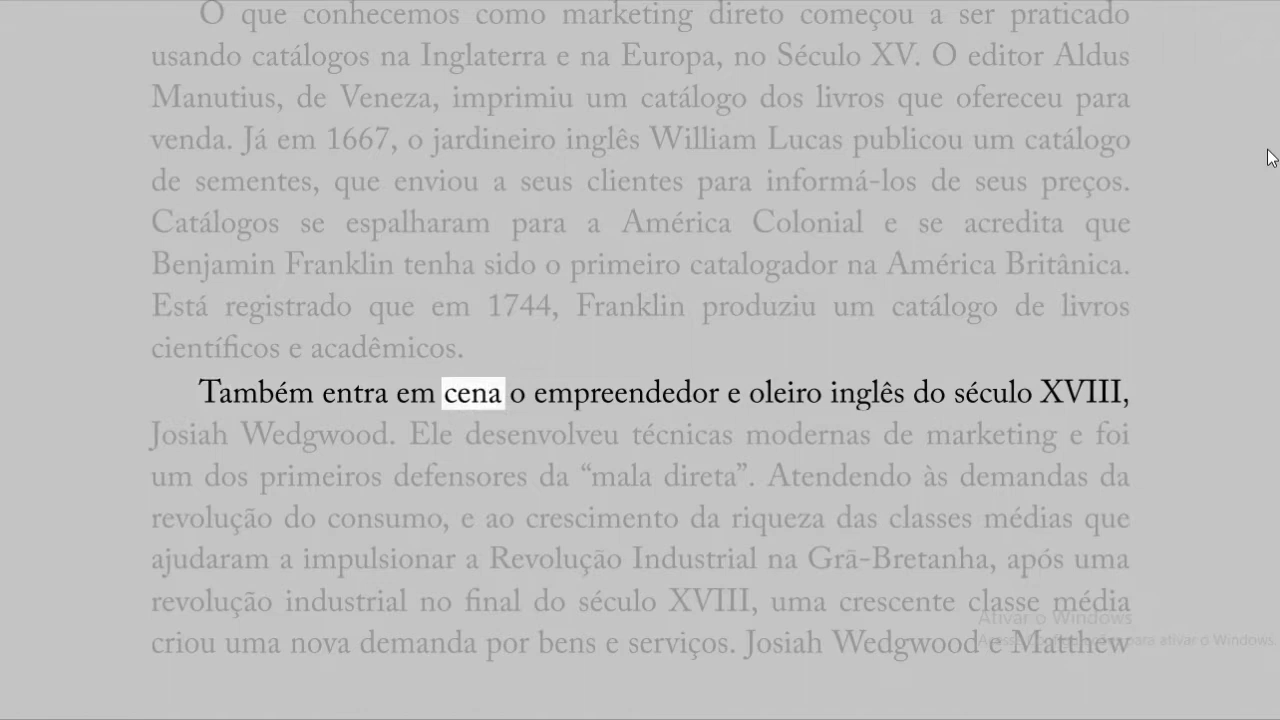 O que conhecemos como marketing direto começou a ser praticado
usando catálogos na Inglaterra e na Europa, no Século XV. O editor Aldus
Manutius, de Veneza, imprimiu um catálogo dos livros que ofereceu para
venda. Já em 1667, o jardineiro inglês William Lucas publicou um catálogo
de sementes, que enviou a seus clientes para informá-los de seus preços.
Catálogos se espalharam para a América Colonial e se acredita que
Benjamin Franklin tenha sido o primeiro catalogador na América Britânica.
Está registrado que em 1744, Franklin produziu um catálogo de livros
científicos e acadêmicos.
Também entra em cena o empreendedor e oleiro inglês do século XVIII,
Josiah Wedgwood. Ele desenvolveu técnicas modernas de marketing e foi
um dos primeiros defensores da “mala direta”. Atendendo às demandas da
revolução do consumo, e ao crescimento da riqueza das classes médias que
ajudaram a impulsionar a Revolução Industrial na Grã-Bretanha, após uma
revolução industrial no final do século XVIII, uma crescente classe média
Ativar o Windows
criou uma nova demanda por bens e serviços. Josiah Wedgwood e Matthew
para ativar o Windows.